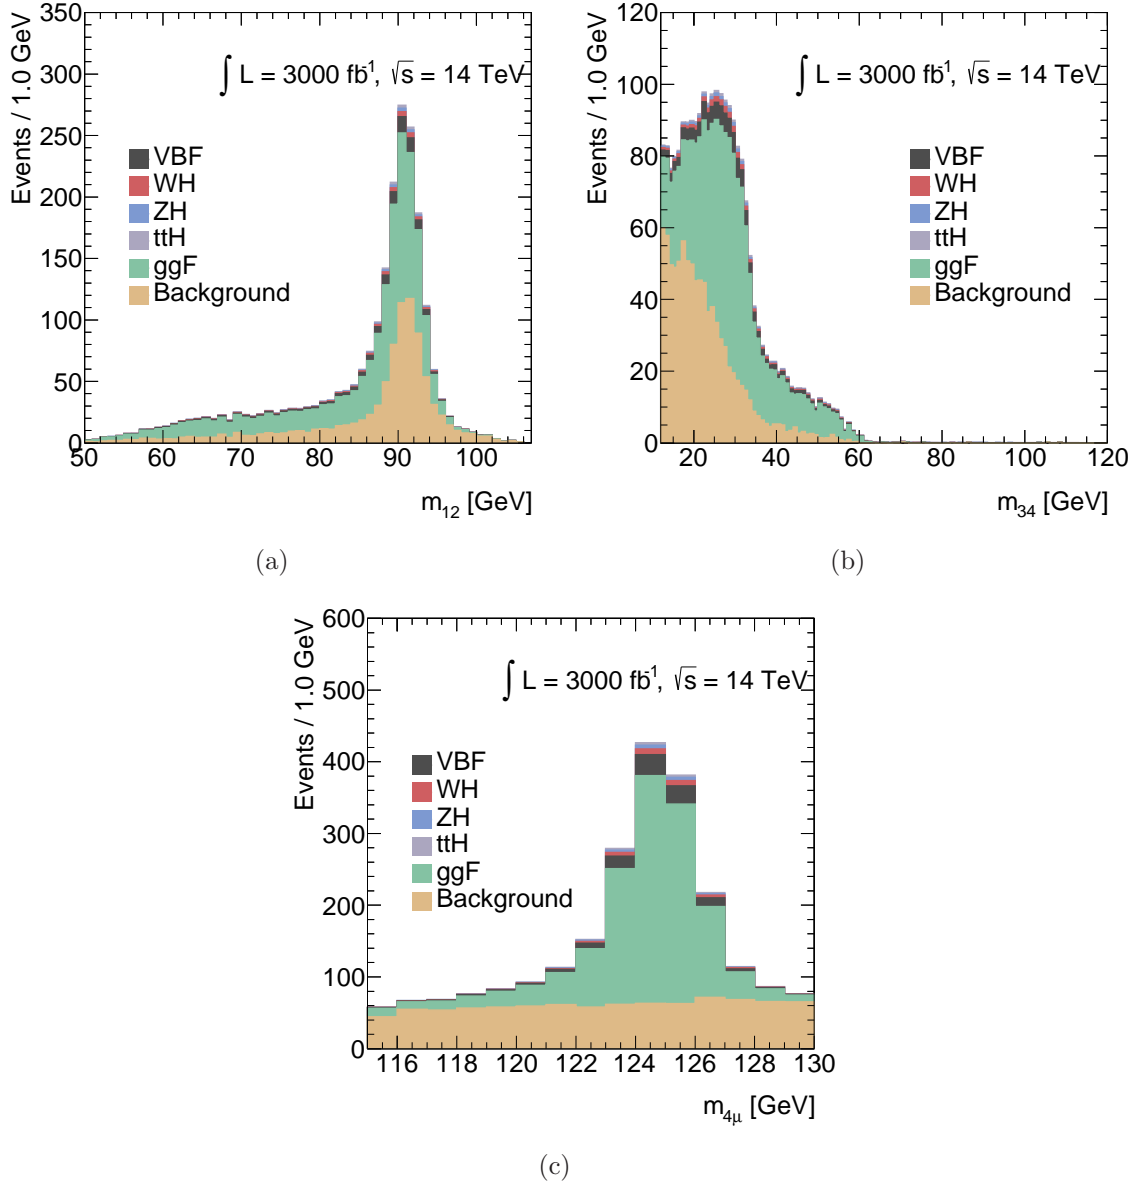 Events / 1.0 GeV
350
300
250
200
150
100
50
0
∫ L = 3000 fb⁻¹, √s = 14 TeV
VBF
WH
ZH
ttH
ggF
Background
50 60 70 80 90 100
m₁₂ [GeV]
(a)
Events / 1.0 GeV
120
100
80
60
40
20
0
∫ L = 3000 fb⁻¹, √s = 14 TeV
VBF
WH
ZH
ttH
ggF
Background
20 40 60 80 100 120
m₃₄ [GeV]
(b)
Events / 1.0 GeV
600
500
400
300
200
100
0
∫ L = 3000 fb⁻¹, √s = 14 TeV
VBF
WH
ZH
ttH
ggF
Background
116 118 120 122 124 126 128 130
m₄μ [GeV]
(c)